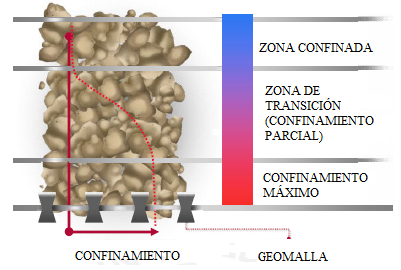 ZONA CONFINADA
ZONA DE
TRANSICIÓN
(CONFINAMIENTO
PARCIAL)
CONFINAMIENTO
MÁXIMO
CONFINAMIENTO
GEOMALLA